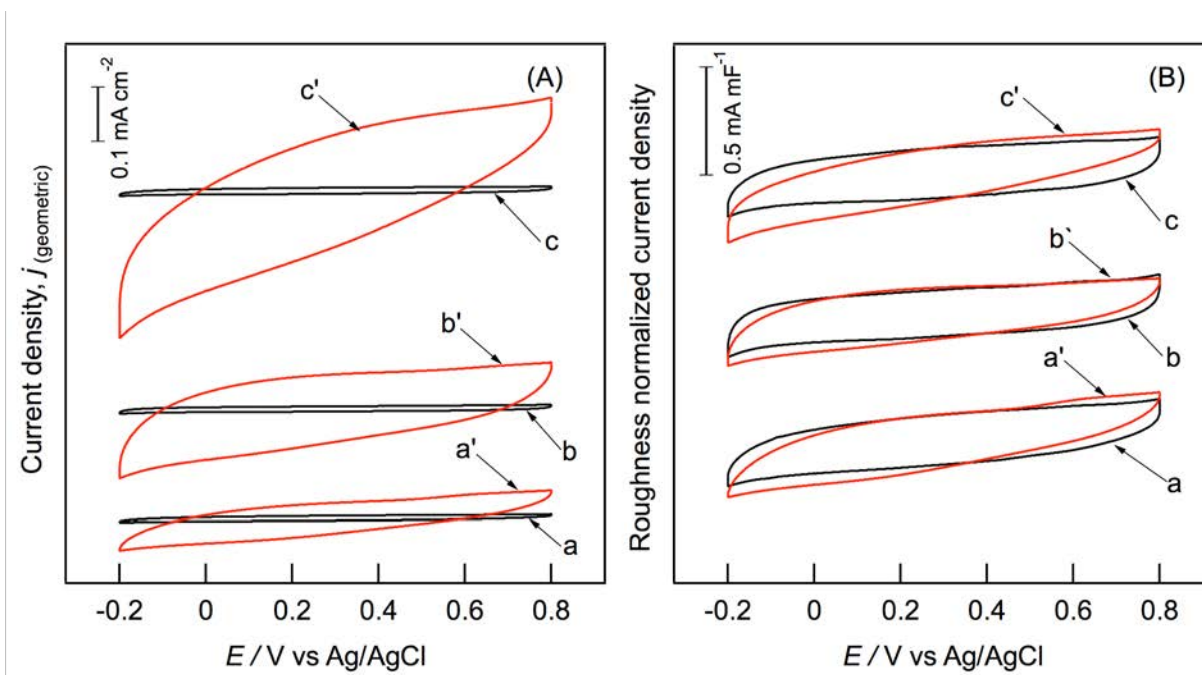 (A)
0.1 mA cm-2
c'
c
b'
b
a'
a
Current density, j (geometric)
-0.2 0 0.2 0.4 0.6 0.8
E / V vs Ag/AgCl
(B)
0.5 mA mF-1
c'
c
b`
b
a'
a
Roughness normalized current density
-0.2 0 0.2 0.4 0.6 0.8
E / V vs Ag/AgCl